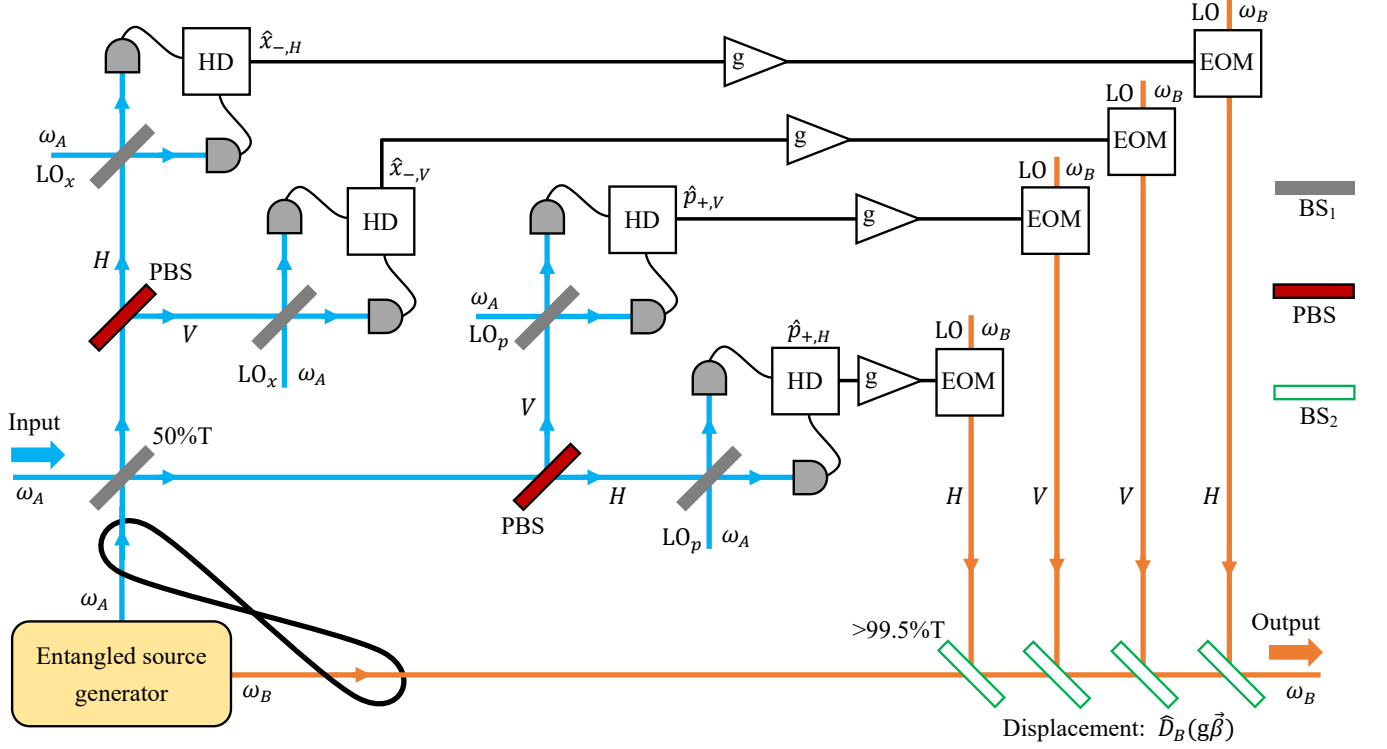 LO ω_B
x̂_{−,H}
HD
g
EOM
LO ω_B
ω_A
LO_x
g
EOM
x̂_{−,V}
LO ω_B
HD
p̂_{+,V}
HD
g
EOM
BS₁
H
PBS
V
ω_A
LO_p
PBS
LO_x
ω_A
p̂_{+,H}
LO ω_B
HD
g
EOM
BS₂
Input
50%T
V
ω_A
PBS
H
LO_p
ω_A
H
V
V
H
ω_A
>99.5%T
Output
Entangled source
generator
ω_B
ω_B
Displacement: D̂_B(gβ⃗)